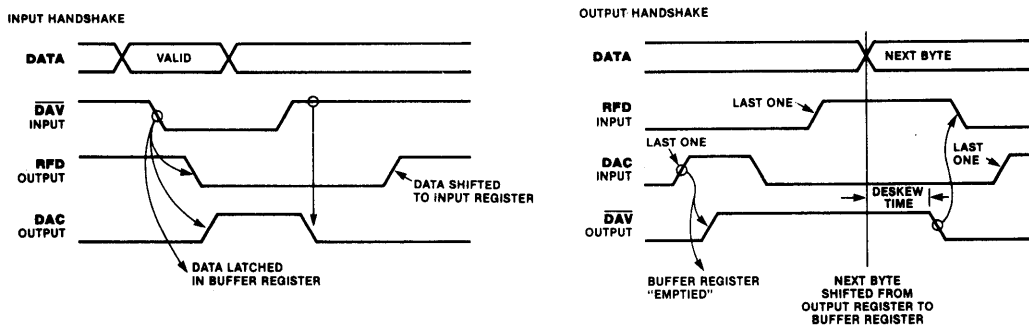 INPUT HANDSHAKE
DATA
VALID
DAV
INPUT
RFD
OUTPUT
DATA SHIFTED
TO INPUT REGISTER
DAC
OUTPUT
DATA LATCHED
IN BUFFER REGISTER
OUTPUT HANDSHAKE
DATA
NEXT BYTE
RFD
INPUT
LAST ONE
LAST ONE
DAC
INPUT
LAST
ONE
DESKEW
TIME
DAV
OUTPUT
BUFFER REGISTER
"EMPTIED"
NEXT BYTE
SHIFTED FROM
OUTPUT REGISTER TO
BUFFER REGISTER